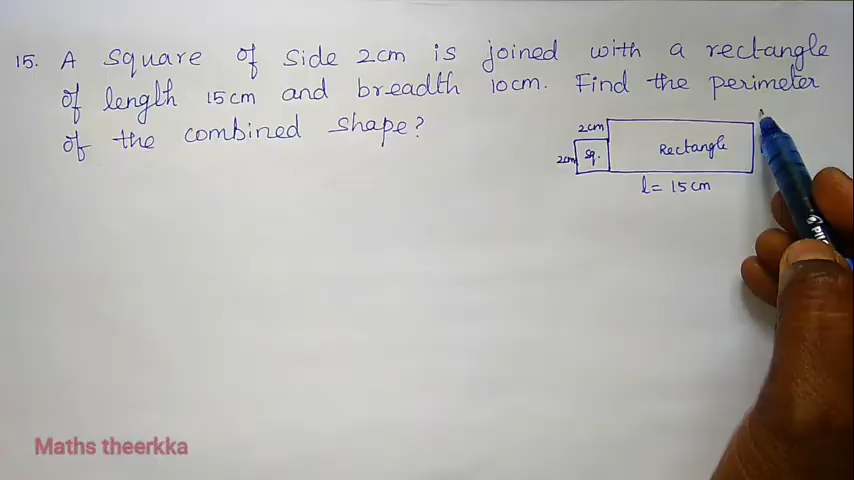 15. A square of side 2cm is joined with a rectangle
of length 15cm and breadth 10cm. Find the perimeter
of the combined shape?
2cm
2cm sq. Rectangle
l = 15cm
Maths theerkka